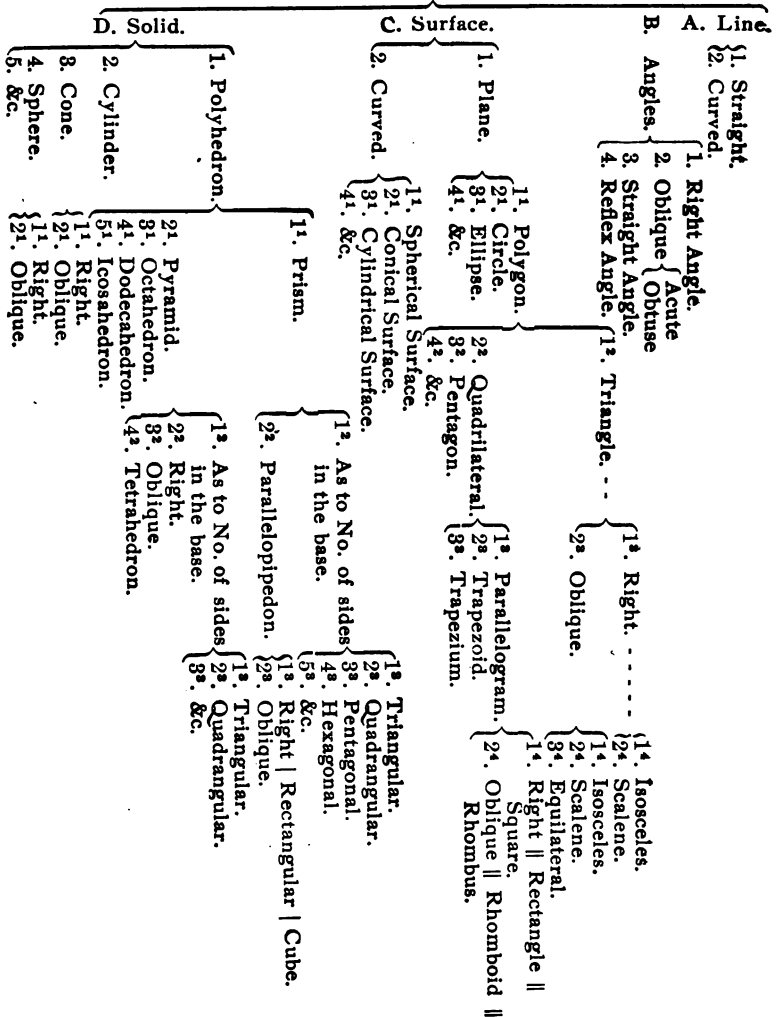 A. Line.
1. Straight.
2. Curved.
B. Angles.
1. Right Angle.
2. Oblique
Acute
Obtuse
3. Straight Angle.
4. Reflex Angle.
C. Surface.
1. Plane.
1¹. Polygon.
1². Triangle. - -
1³. Right. - - - - -
1⁴. Isosceles.
2⁴. Scalene.
2³. Oblique.
1⁴. Isosceles.
2⁴. Scalene.
3⁴. Equilateral.
2². Quadrilateral.
1³. Parallelogram.
1⁴. Right || Rectangle ||
Square.
2⁴. Oblique || Rhomboid ||
Rhombus.
2³. Trapezoid.
3³. Trapezium.
3². Pentagon.
4². &c.
2¹. Circle.
3¹. Ellipse.
4¹. &c.
2. Curved.
1¹. Spherical Surface.
2¹. Conical Surface.
3¹. Cylindrical Surface.
4¹. &c.
D. Solid.
1. Polyhedron.
1¹. Prism.
1². As to No. of sides
in the base.
1³. Triangular.
2³. Quadrangular.
3³. Pentagonal.
4³. Hexagonal.
5³. &c.
2². Parallelopipedon.
1³. Right | Rectangular | Cube.
2³. Oblique.
2¹. Pyramid.
1². As to No. of sides
in the base.
1³. Triangular.
2³. Quadrangular.
3³. &c.
2². Right.
3². Oblique.
4². Tetrahedron.
3¹. Octahedron.
4¹. Dodecahedron.
5¹. Icosahedron.
2. Cylinder.
1¹. Right.
2¹. Oblique.
3. Cone.
1¹. Right.
2¹. Oblique.
4. Sphere.
5. &c.